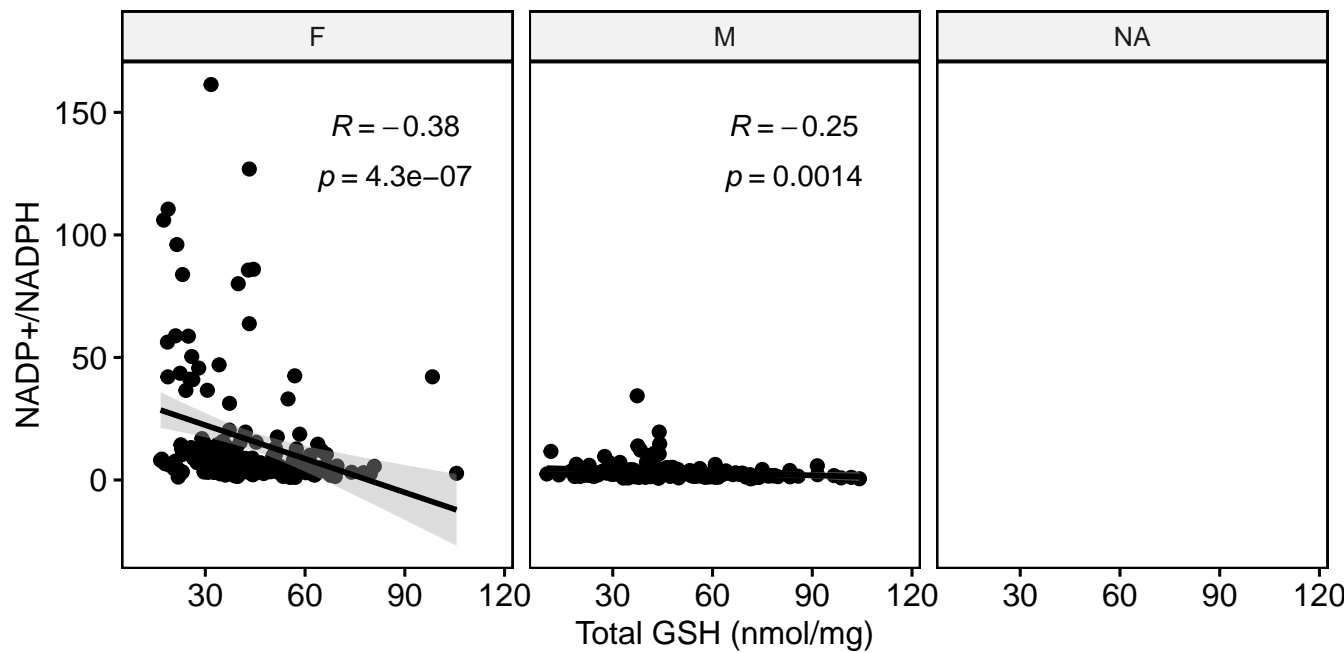 F
M
NA
R = −0.38
p = 4.3e−07
R = −0.25
p = 0.0014
150
100
50
0
NADP+/NADPH
30 60 90 120
30 60 90 120
30 60 90 120
Total GSH (nmol/mg)